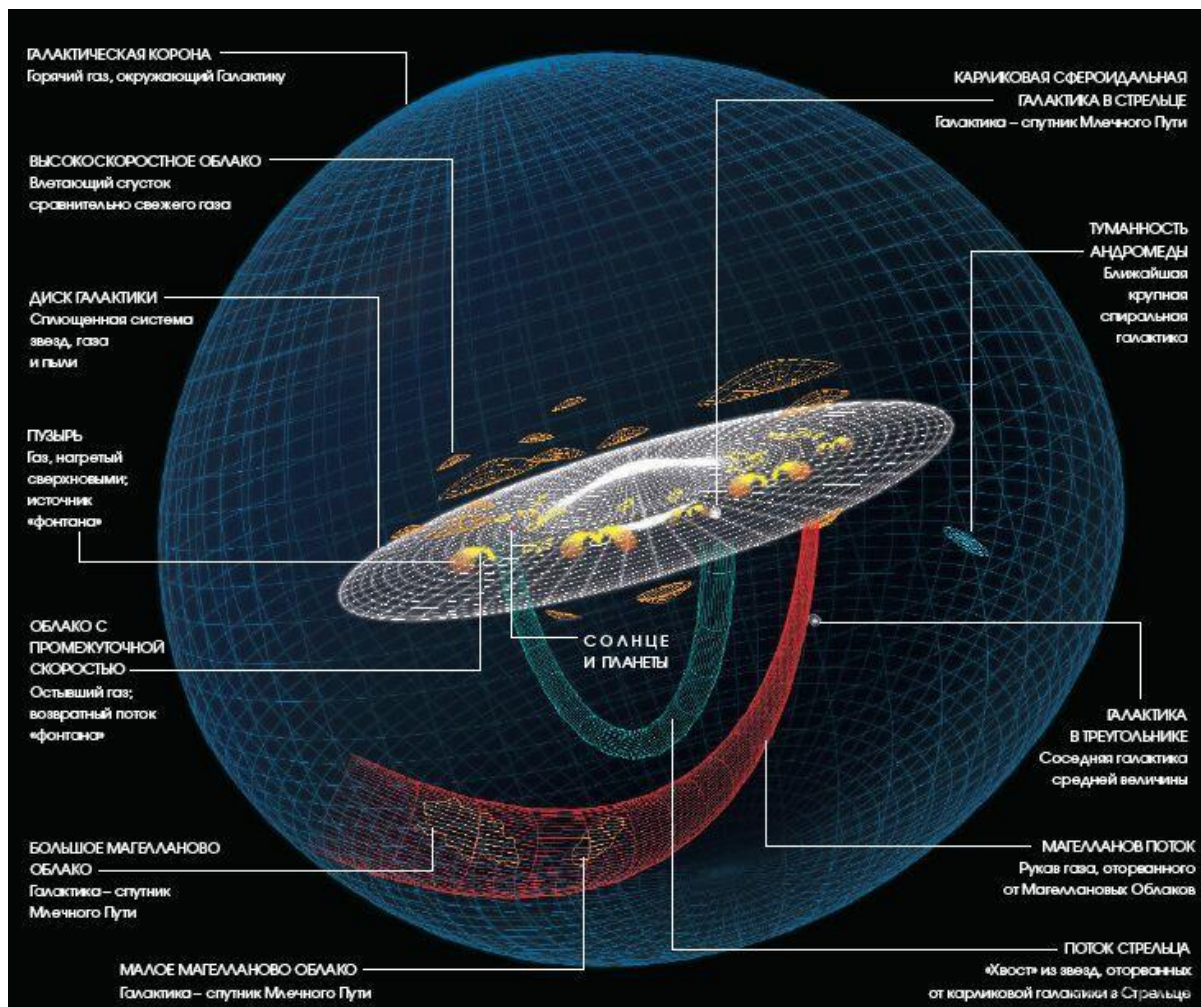 ГАЛАКТИЧЕСКАЯ КОРОНА
Горячий газ, окружающий Галактику
ВЫСОКОСКОРОСТНОЕ ОБЛАКО
Влетающий сгусток
сравнительно свежего газа
ДИСК ГАЛАКТИКИ
Сплющенная система
звезд, газа
и пыли
ПУЗЫРЬ
Газ, нагретый
сверхновыми;
источник
«фонтана»
ОБЛАКО С
ПРОМЕЖУТОЧНОЙ
СКОРОСТЬЮ
Остывший газ;
возвратный поток
«фонтана»
БОЛЬШОЕ МАГЕЛЛАНОВО
ОБЛАКО
Галактика – спутник
Млечного Пути
МАЛОЕ МАГЕЛЛАНОВО ОБЛАКО
Галактика – спутник Млечного Пути
СОЛНЦЕ
И ПЛАНЕТЫ
КАРЛИКОВАЯ СФЕРОИДАЛЬНАЯ
ГАЛАКТИКА В СТРЕЛЬЦЕ
Галактика – спутник Млечного Пути
ТУМАННОСТЬ
АНДРОМЕДЫ
Ближайшая
крупная
спиральная
галактика
ГАЛАКТИКА
В ТРЕУГОЛЬНИКЕ
Соседняя галактика
средней величины
МАГЕЛЛАНОВ ПОТОК
Рукав газа, оторванного
от Магеллановых Облаков
ПОТОК СТРЕЛЬЦА
«Хвост» из звезд, оторванных
от карликовой галактики в Стрельце